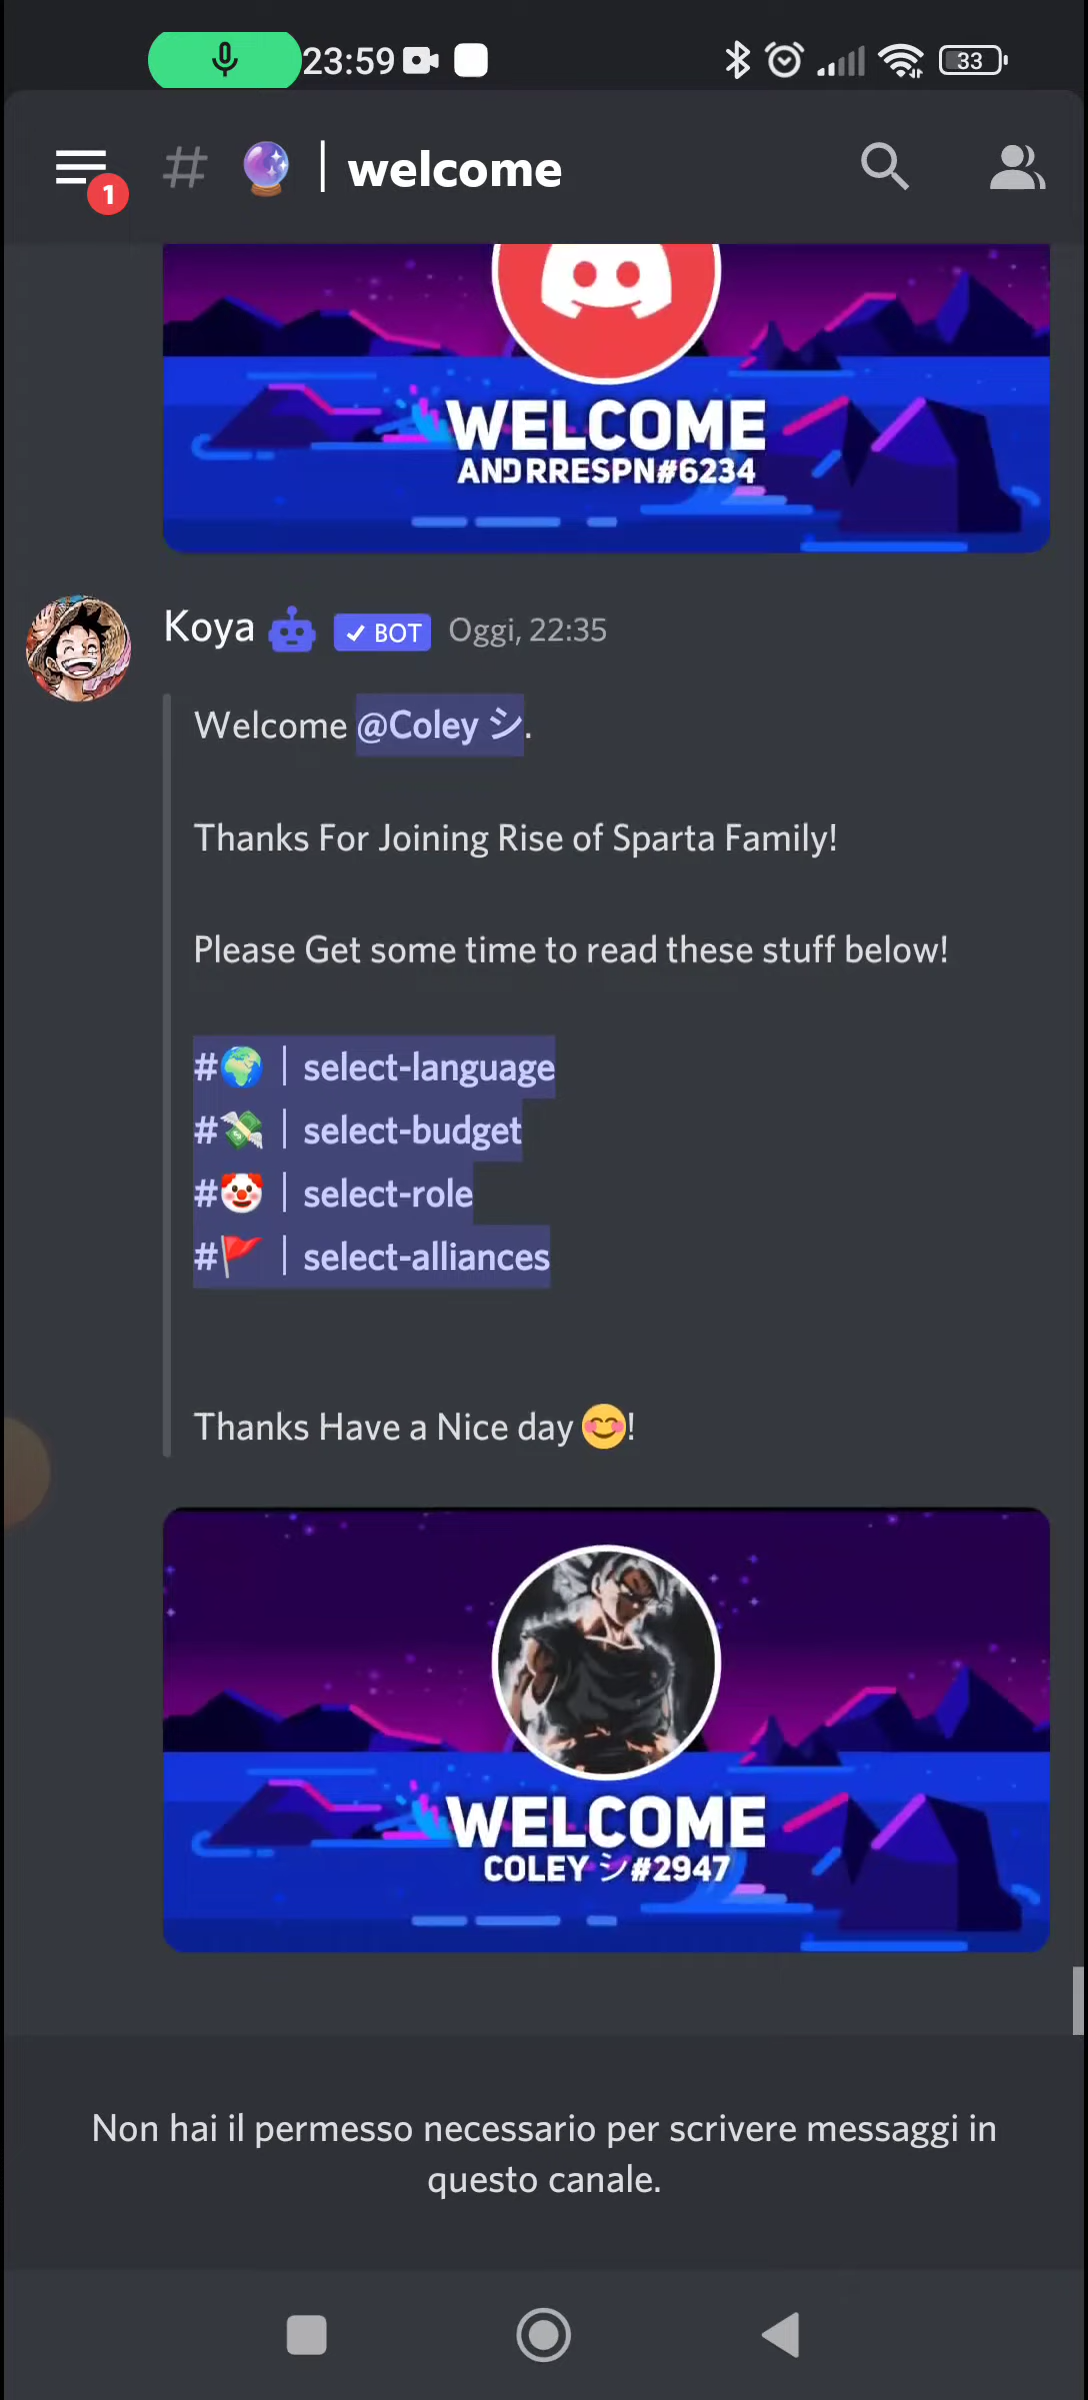 23:59
33
1
# 🔮 | welcome
WELCOME
ANDRRESPN#6234
Koya 🤖 ✓ BOT Oggi, 22:35
Welcome @Coley シ.
Thanks For Joining Rise of Sparta Family!
Please Get some time to read these stuff below!
#🌍 | select-language
#💸 | select-budget
#🤡 | select-role
#🚩 | select-alliances
Thanks Have a Nice day 😊!
WELCOME
COLEY シ#2947
Non hai il permesso necessario per scrivere messaggi in
questo canale.